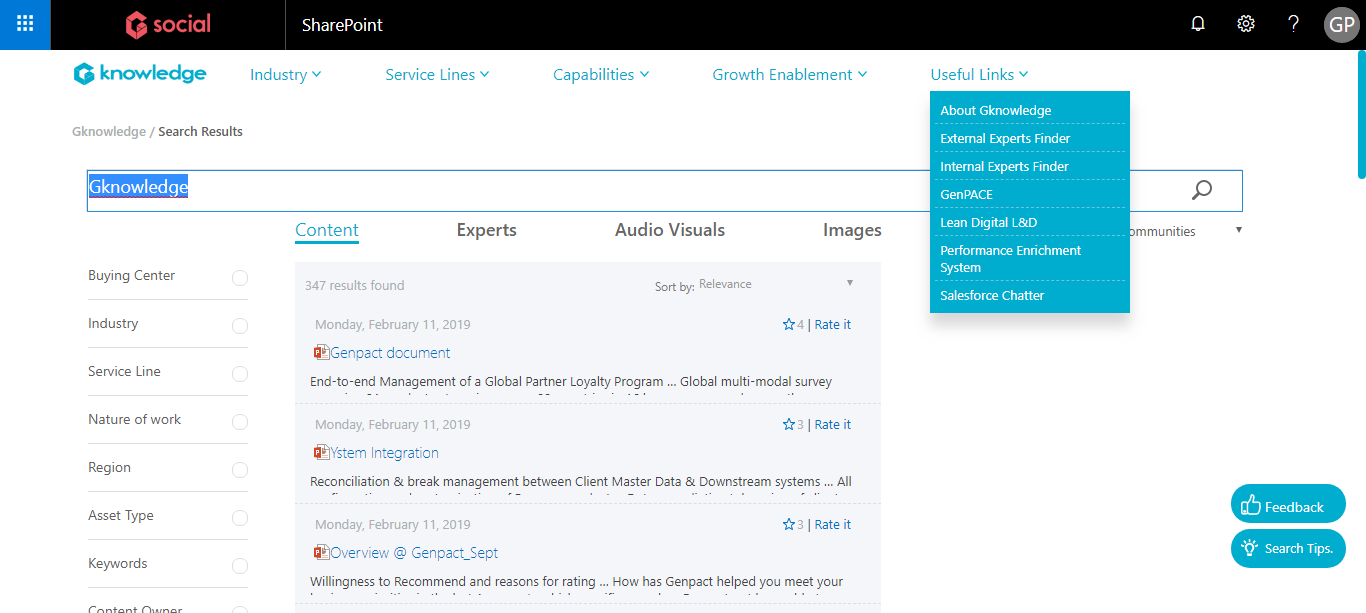 social
SharePoint
?
GP
knowledge
Industry
Service Lines
Capabilities
Growth Enablement
Useful Links
About Gknowledge
External Experts Finder
Internal Experts Finder
GenPACE
Lean Digital L&D
Performance Enrichment
System
Salesforce Chatter
Gknowledge / Search Results
Gknowledge
Content
Experts
Audio Visuals
Images
ommunities
Buying Center
Industry
Service Line
Nature of work
Region
Asset Type
Keywords
Content Owner
347 results found
Sort by: Relevance
Monday, February 11, 2019
4 | Rate it
Genpact document
End-to-end Management of a Global Partner Loyalty Program ... Global multi-modal survey
Monday, February 11, 2019
3 | Rate it
Ystem Integration
Reconciliation & break management between Client Master Data & Downstream systems ... All
Monday, February 11, 2019
3 | Rate it
Overview @ Genpact_Sept
Willingness to Recommend and reasons for rating ... How has Genpact helped you meet your
Feedback
Search Tips.